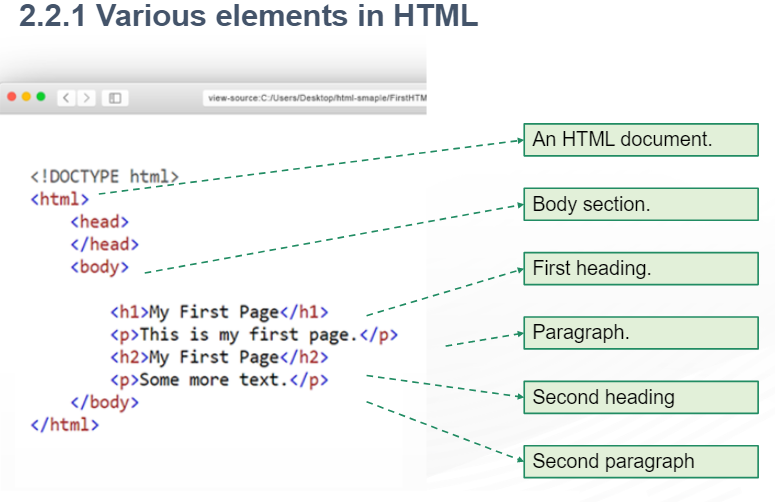 2.2.1 Various elements in HTML
view-source:C:/Users/Desktop/html-smaple/FirstHTM
An HTML document.
<!DOCTYPE html>
<html>
Body section.
<head>
</head>
<body>
First heading.
<h1>My First Page</h1>
<p>This is my first page.</p>
Paragraph.
<h2>My First Page</h2>
<p>Some more text.</p>
Second heading
</body>
</html>
Second paragraph